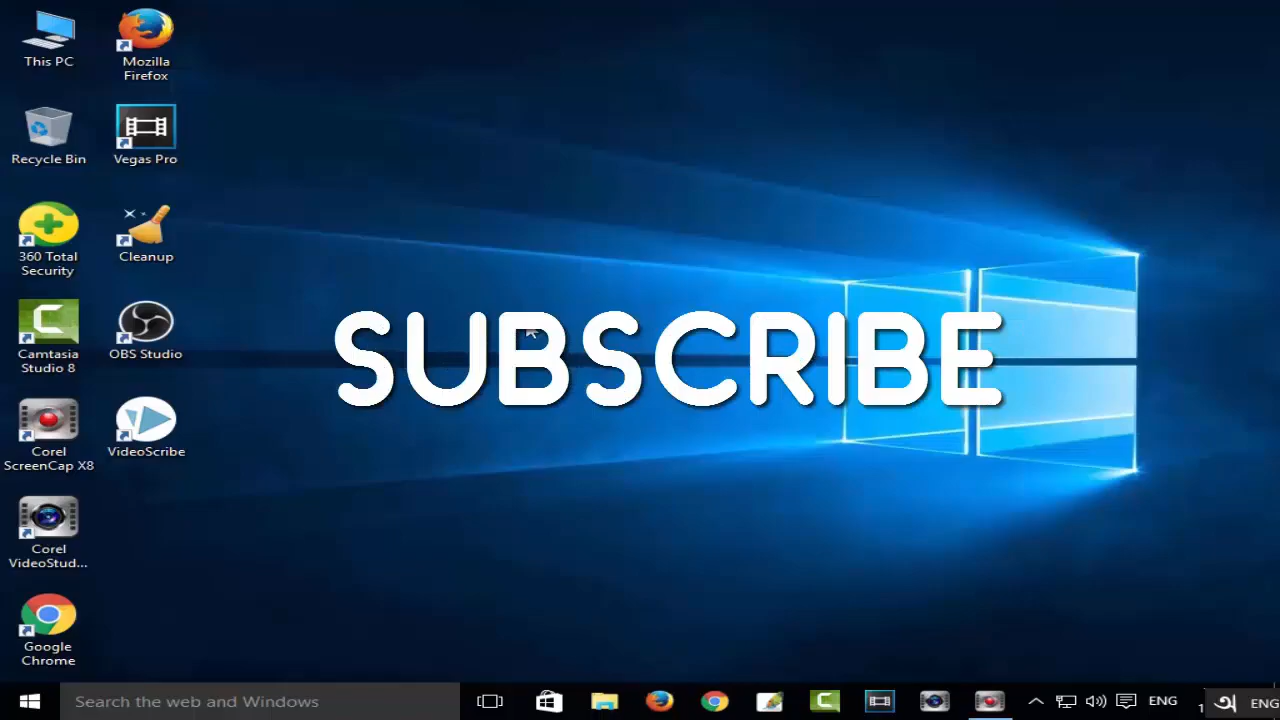 This PC
Mozilla
Firefox
Recycle Bin
Vegas Pro
360 Total
Security
Cleanup
Camtasia
Studio 8
OBS Studio
Corel
ScreenCap X8
VideoScribe
Corel
VideoStud...
Google
Chrome
SUBSCRIBE
Search the web and Windows
ENG
ENG